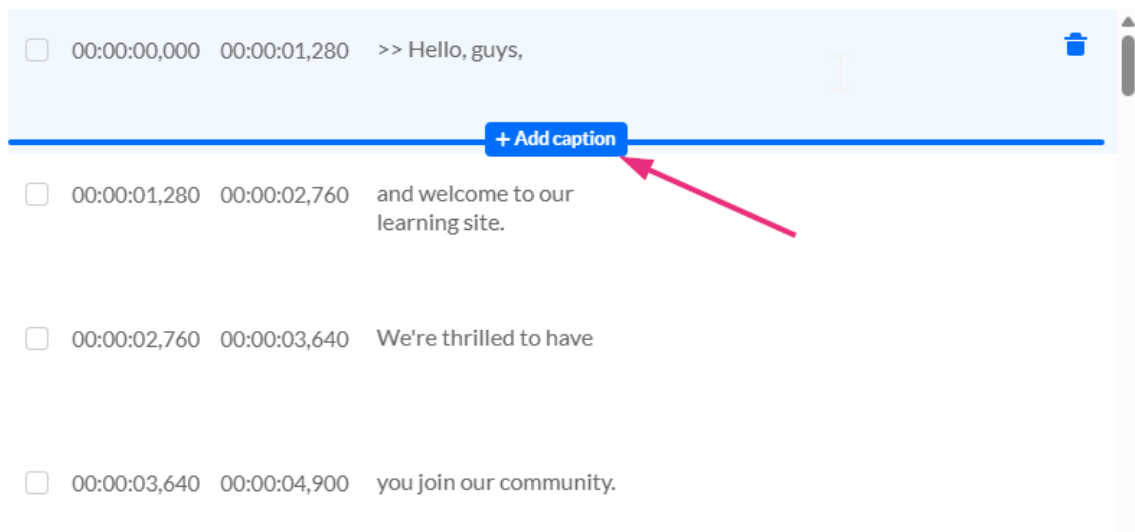 00:00:00,000 00:00:01,280 >> Hello, guys,
+ Add caption
00:00:01,280 00:00:02,760 and welcome to our
learning site.
00:00:02,760 00:00:03,640 We're thrilled to have
00:00:03,640 00:00:04,900 you join our community.